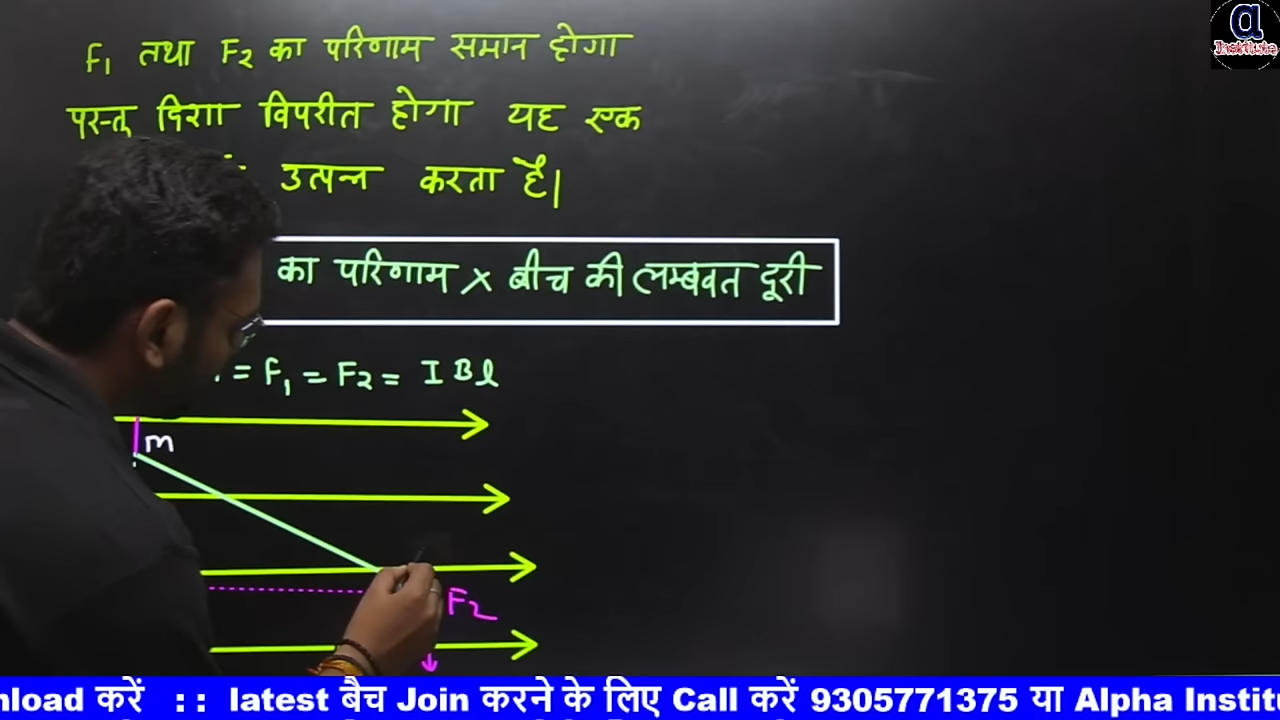 F₁ तथा F₂ का परिणाम समान होगा
परन्तु दिशा विपरीत होगा यह एक
उत्पन्न करता है|
का परिणाम × बीच की लम्बवत दूरी
= F₁ = F₂ = I B l
m
F₂
nload करें : : latest बैच Join करने के लिए Call करें 9305771375 या Alpha Institu
a
Institute